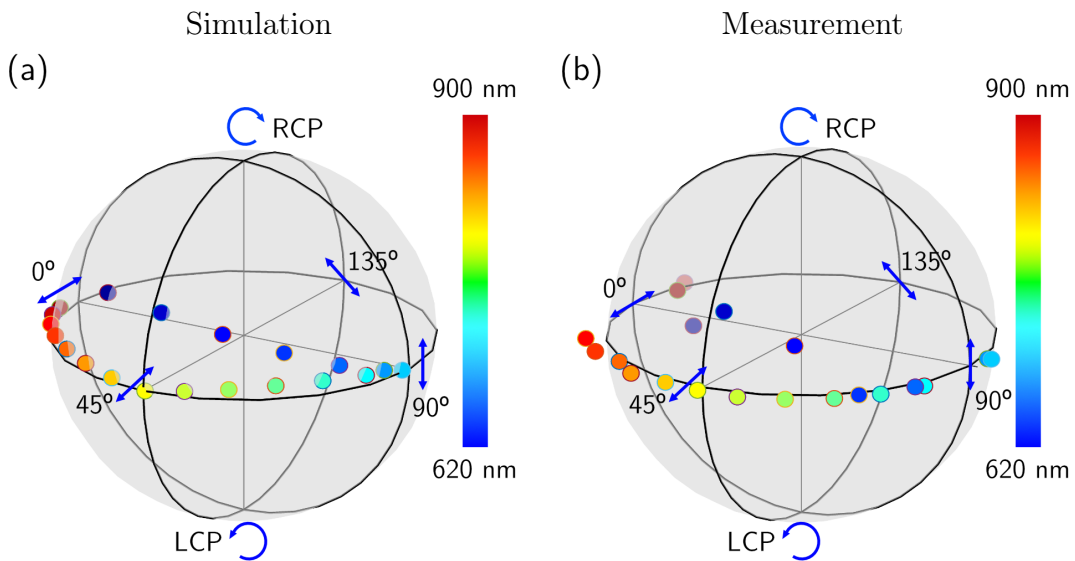 Simulation
Measurement
(a)
900 nm
RCP
0º
135º
45º
90º
LCP
620 nm
(b)
900 nm
RCP
0º
135º
45º
90º
LCP
620 nm